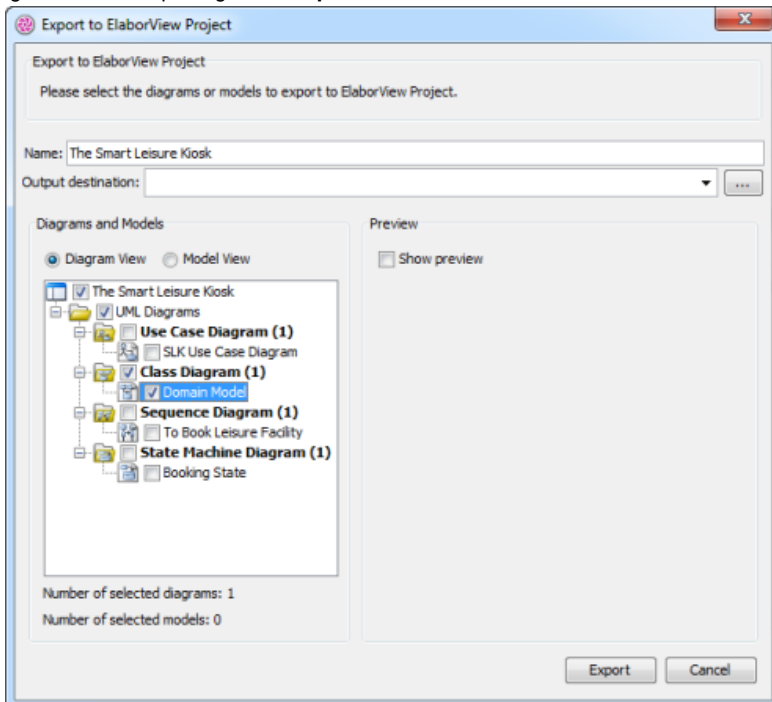 Export to ElaborView Project
Export to ElaborView Project
Please select the diagrams or models to export to ElaborView Project.
Name: The Smart Leisure Kiosk
Output destination:
...
Diagrams and Models
Preview
Diagram View Model View
Show preview
The Smart Leisure Kiosk
UML Diagrams
Use Case Diagram (1)
SLK Use Case Diagram
Class Diagram (1)
Domain Model
Sequence Diagram (1)
To Book Leisure Facility
State Machine Diagram (1)
Booking State
Number of selected diagrams: 1
Number of selected models: 0
Export Cancel